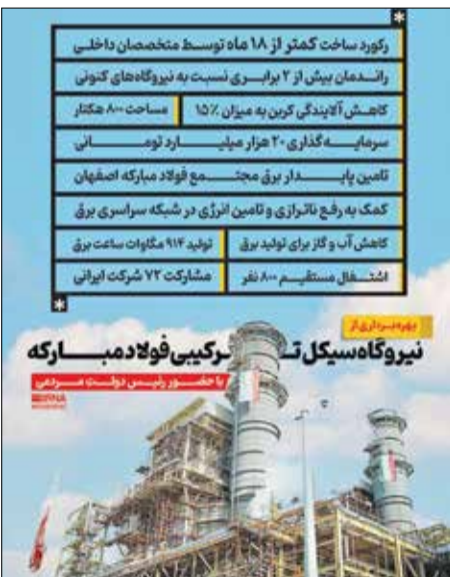 رکورد ساخت کمتر از ۱۸ ماه توسط متخصصان داخلی
راندمان بیش از ۲ برابری نسبت به نیروگاه‌های کنونی
کاهش آلایندگی کربن به میزان ۱۵٪ مساحت ۸۰۰ هکتار
سرمایه گذاری ۲۰ هزار میلیارد تومانی
تامین پایدار برق مجتمع فولاد مبارکه اصفهان
کمک به رفع ناترازی و تامین انرژی در شبکه سراسری برق
کاهش آب و گاز برای تولید برق تولید ۹۱۴ مگاوات ساعت برق
اشتغال مستقیم ۸۰۰ نفر مشارکت ۷۲ شرکت ایرانی
بهره‌برداری از
نیروگاه سیکل ترکیبی فولاد مبارکه
با حضور رئیس دولت مردمی
IRNA